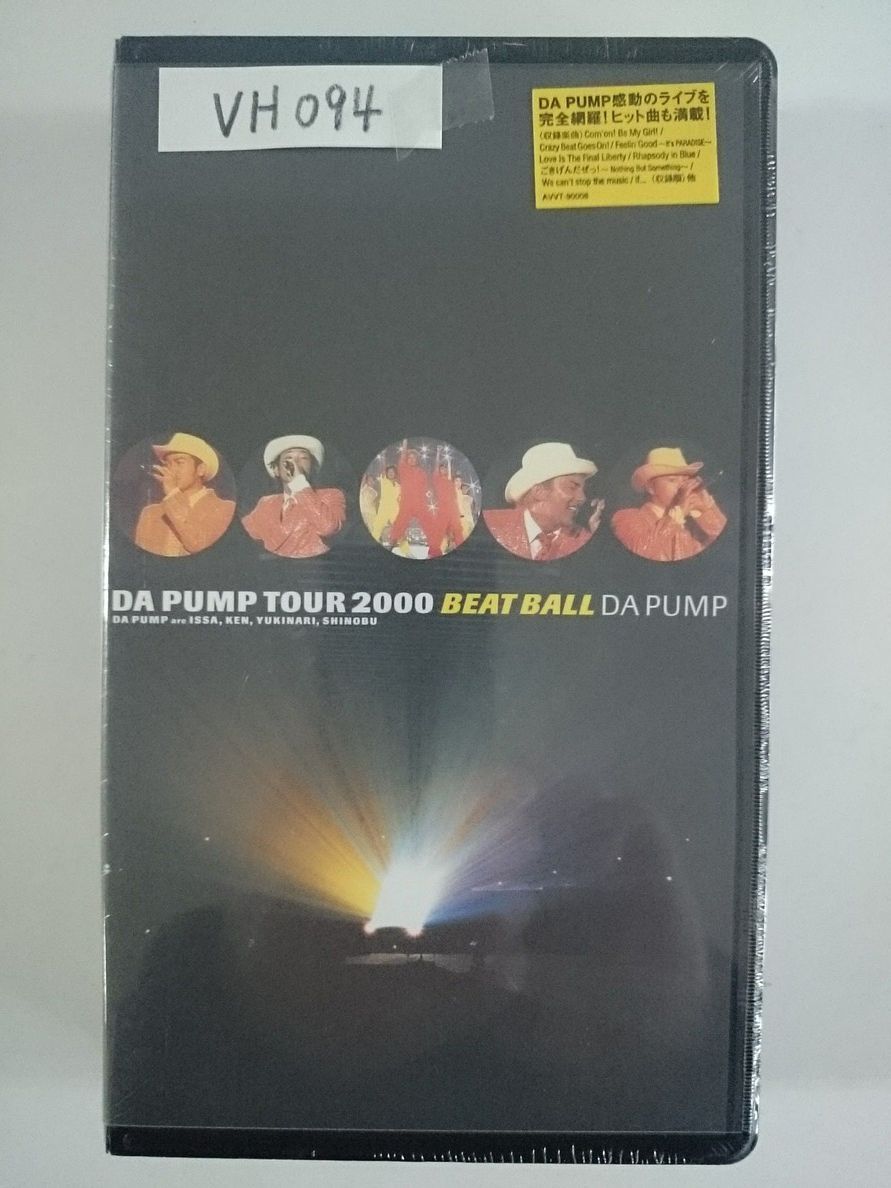 VH094
DA PUMP感動のライブを
完全網羅!ヒット曲も満載!
(収録楽曲) Com'on! Be My Girl! /
Crazy Beat Goes On! / Feelin' Good ～It's PARADISE～
Love Is The Final Liberty / Rhapsody in Blue /
ごきげんだぜっ!～Nothing But Something～ /
We can't stop the music / if... (収録順) 他
AVVT-90008
DA PUMP TOUR 2000 BEAT BALL DA PUMP
DA PUMP are ISSA, KEN, YUKINARI, SHINOBU